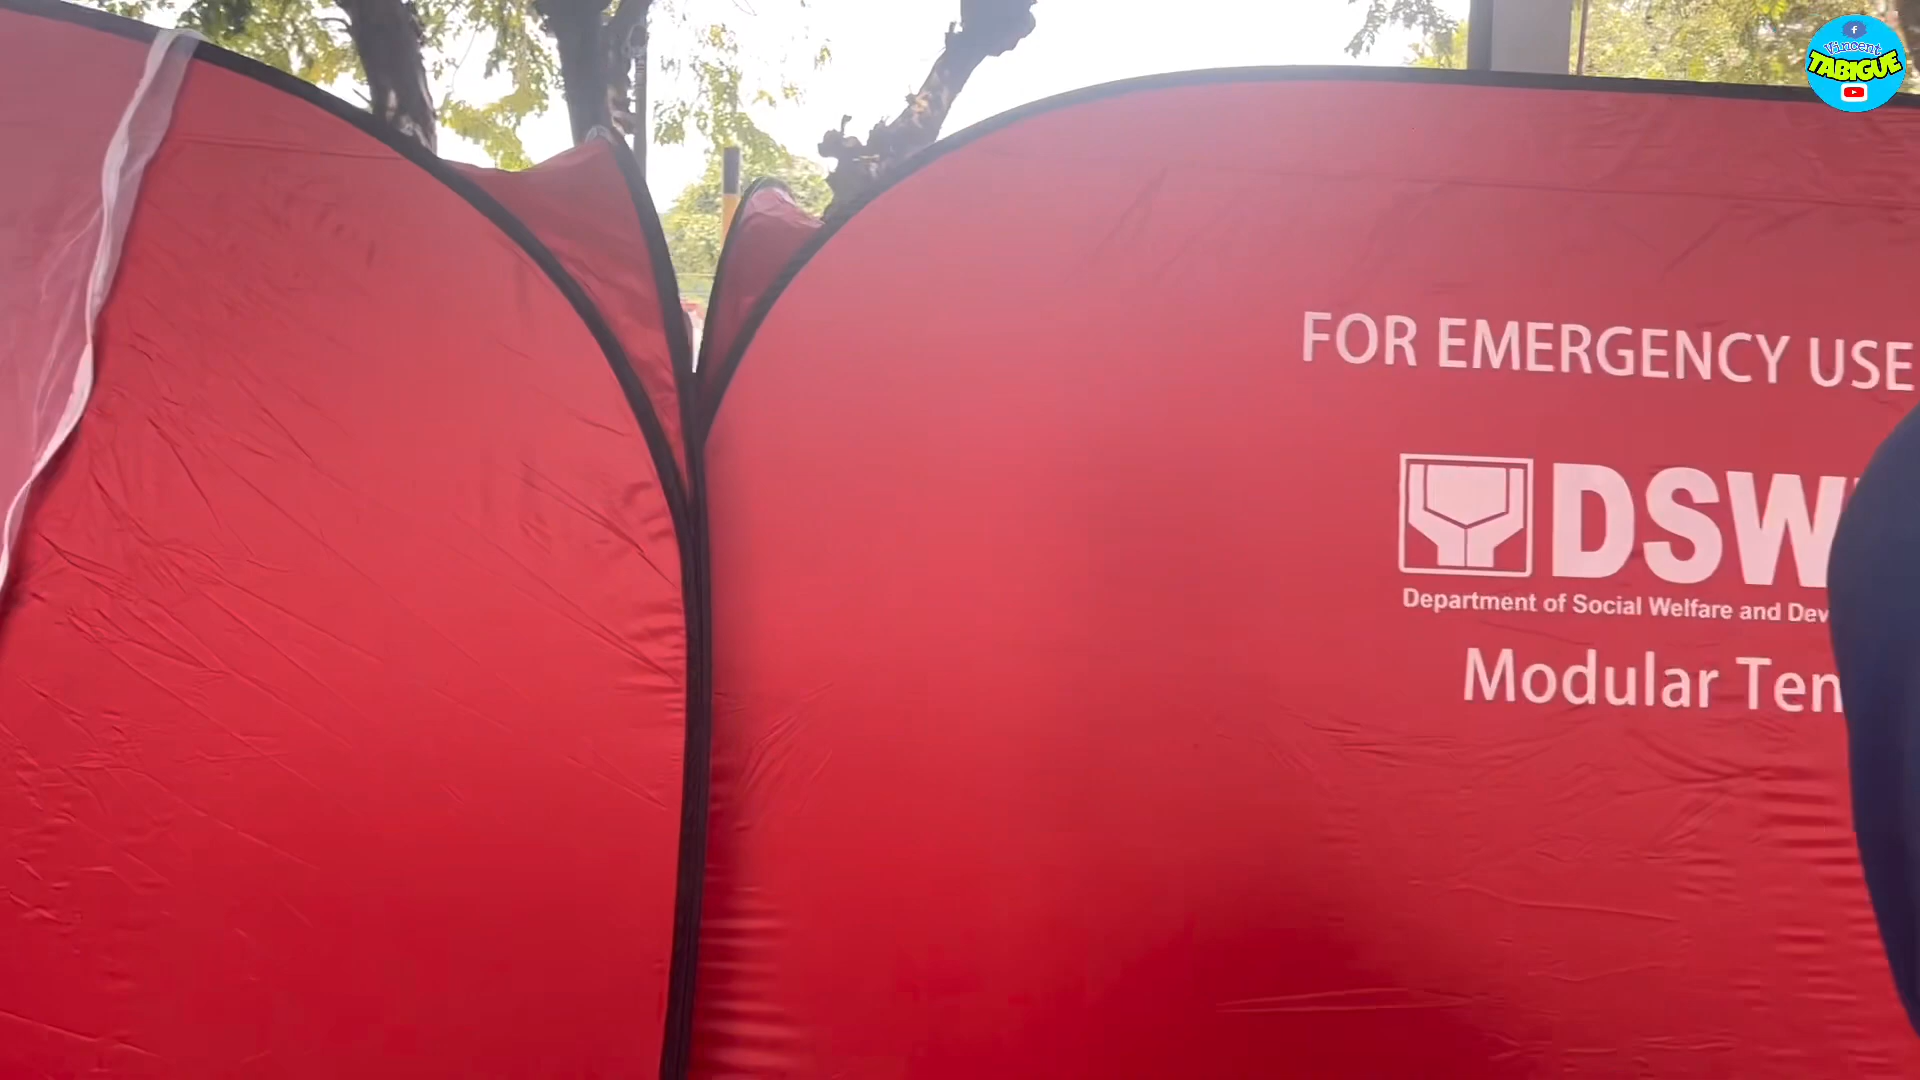 Vincent
TABIGUE
FOR EMERGENCY USE
DSW
Department of Social Welfare and Dev
Modular Ten